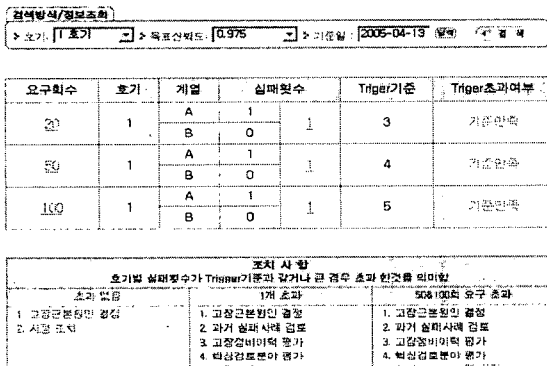 검색방식/정보조회
호기: 1 호기 목표신뢰도: 0.975 기준일: 2005-04-13 달력 검 색
요구횟수 호기 계열 실패횟수 Triger기준 Triger초과여부
20 1 A 1 1 3 기준만족
B 0
50 1 A 1 1 4 기준만족
B 0
100 1 A 1 1 5 기준만족
B 0
조치 사항
호기별 실패횟수가 Trigger기준과 같거나 큰 경우 초과 한것을 의미함
초과 없음 1개 초과 50&100회 요구 초과
1. 고장근본원인 결정 1. 고장근본원인 결정 1. 고장근본원인 결정
2. 시정 조치 2. 과거 실패사례 검토 2. 과거 실패사례 검토
3. 고장정비이력 평가 3. 고장정비이력 평가
4. 핵심검토분야 평가 4. 핵심검토분야 평가